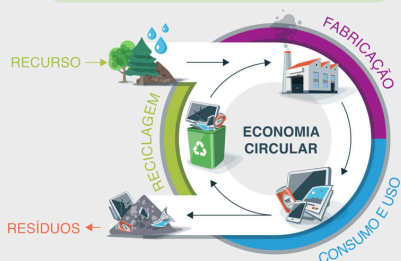 FABRICAÇÃO
RECURSO
RECICLAGEM
ECONOMIA
CIRCULAR
RESÍDUOS
CONSUMO E USO